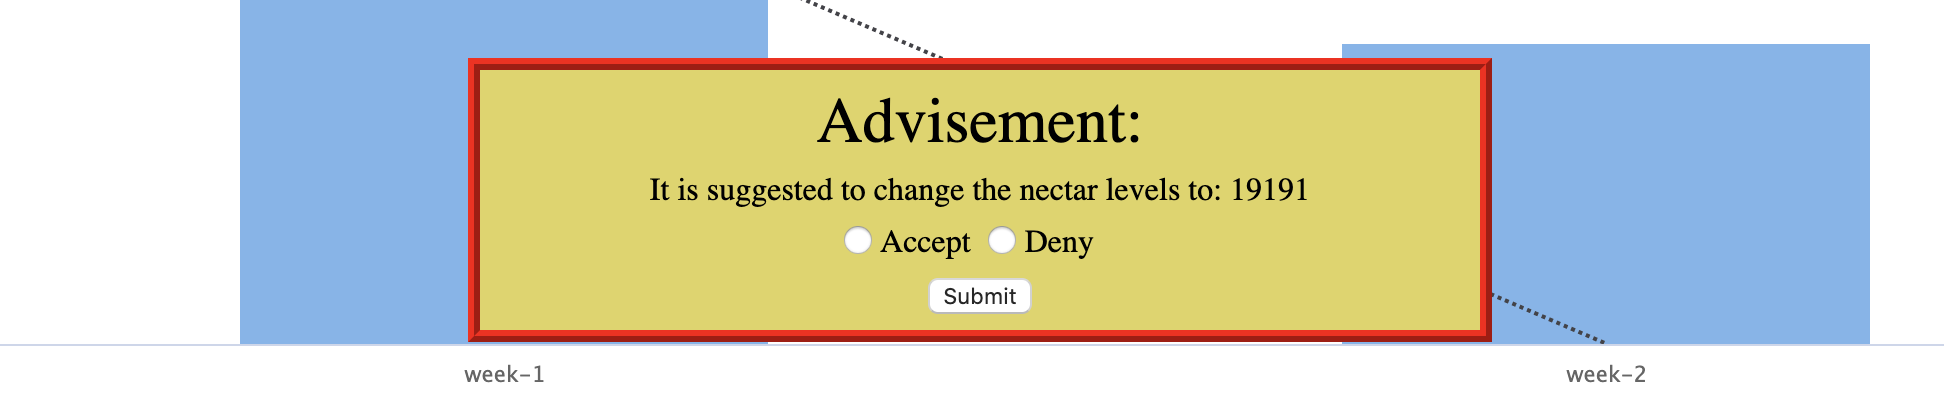 Advisement:
It is suggested to change the nectar levels to: 19191
Accept Deny
Submit
week-1 week-2